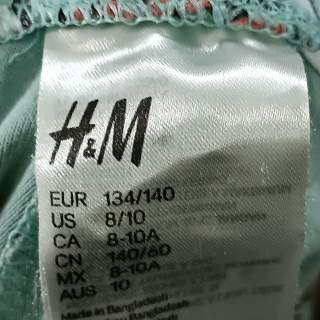 H&M
EUR 134/140
US 8/10
CA 8-10A
CN 140/60
MX 8-10A
AUS 10
Made in Bangladesh
Bangladesh